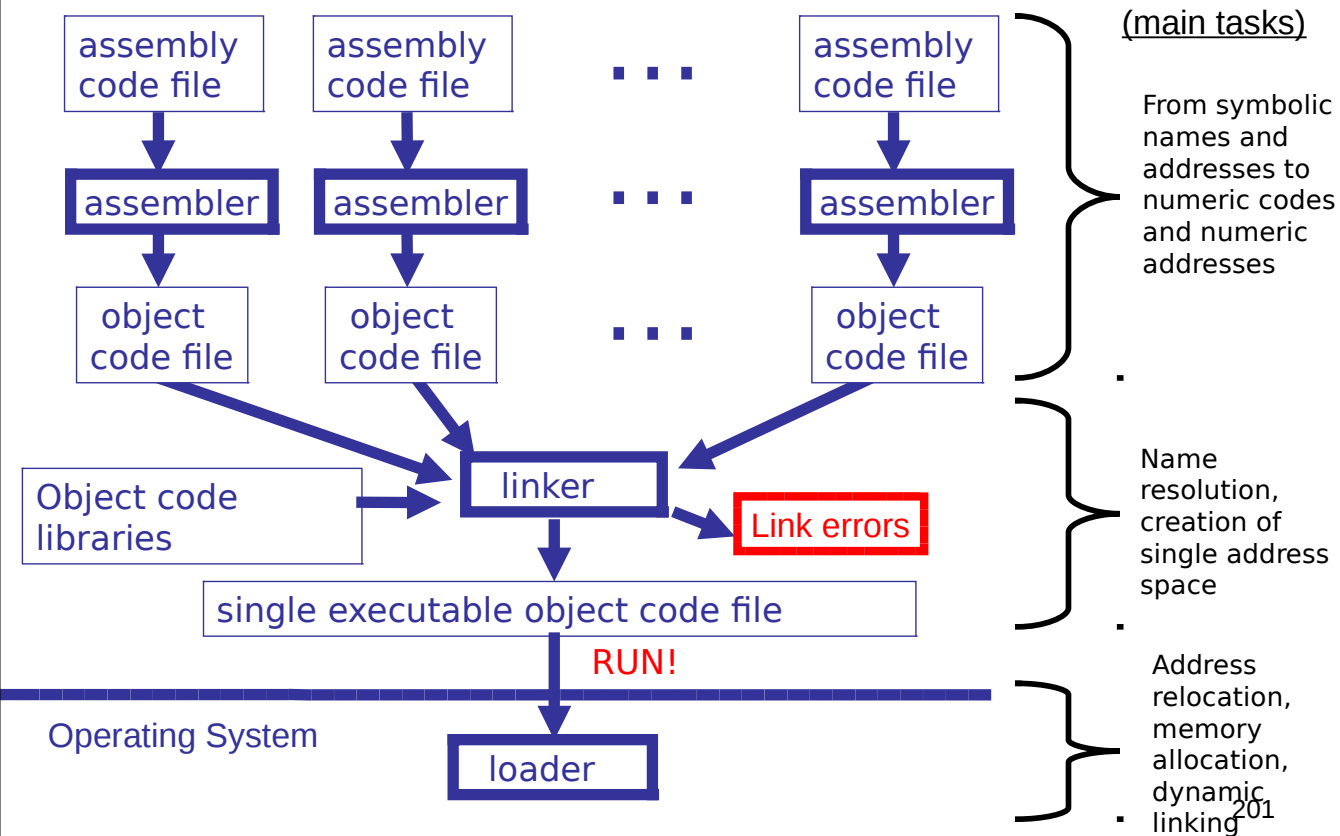 (main tasks)
assembly
code file
assembly
code file
...
assembly
code file
assembler
assembler
...
assembler
object
code file
object
code file
...
object
code file
From symbolic
names and
addresses to
numeric codes
and numeric
addresses
.
linker
Object code
libraries
Link errors
single executable object code file
Name
resolution,
creation of
single address
space
.
RUN!
Operating System
loader
Address
relocation,
memory
allocation,
dynamic
linking
.
201